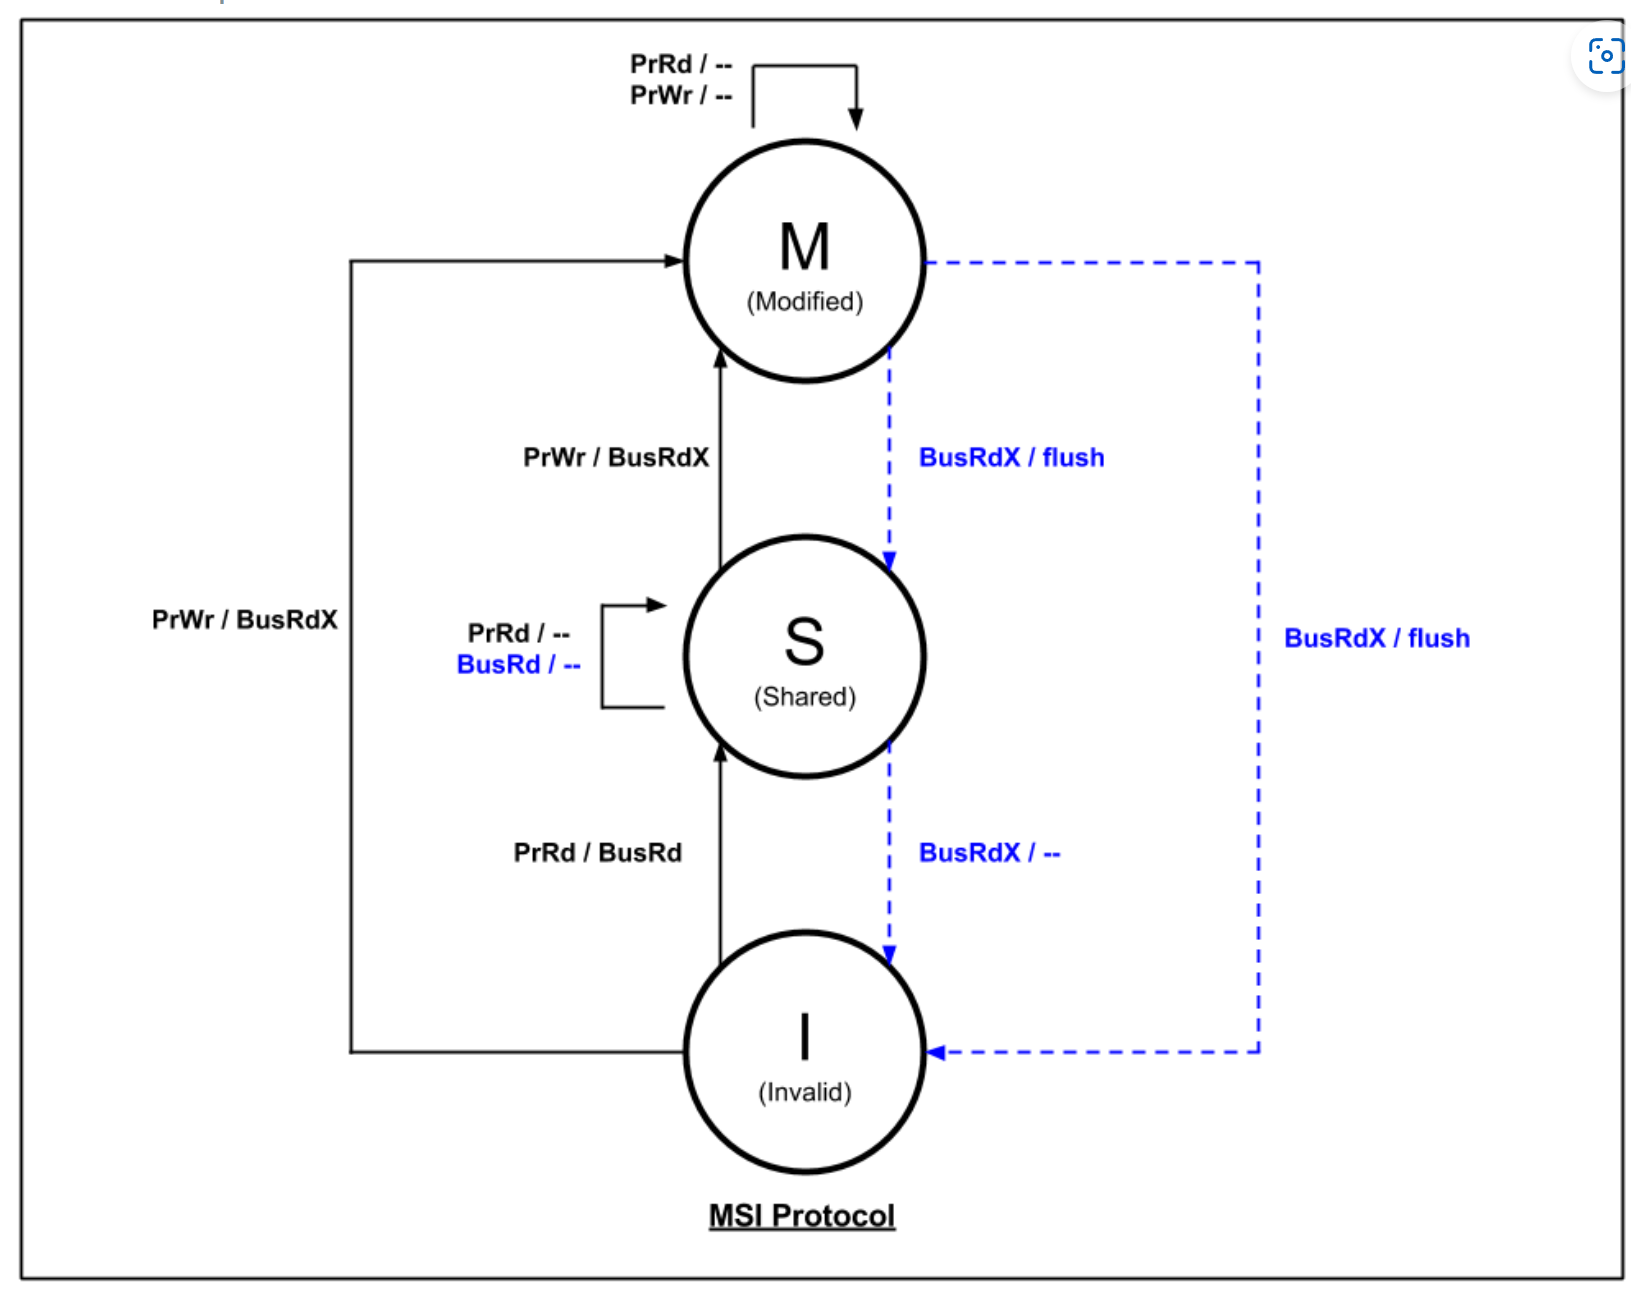 PrRd / --
PrWr / --
M
(Modified)
PrWr / BusRdX
BusRdX / flush
PrWr / BusRdX
PrRd / --
BusRd / --
S
(Shared)
BusRdX / flush
PrRd / BusRd
BusRdX / --
I
(Invalid)
MSI Protocol